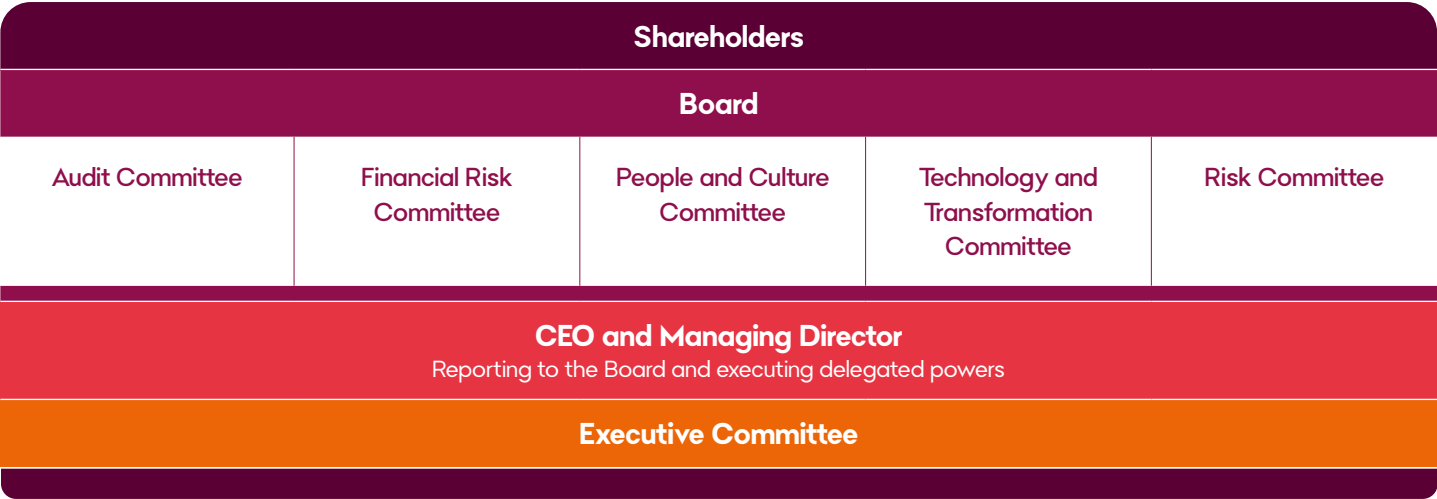 Shareholders
Board
Audit Committee
Financial Risk
Committee
People and Culture
Committee
Technology and
Transformation
Committee
Risk Committee
CEO and Managing Director
Reporting to the Board and executing delegated powers
Executive Committee